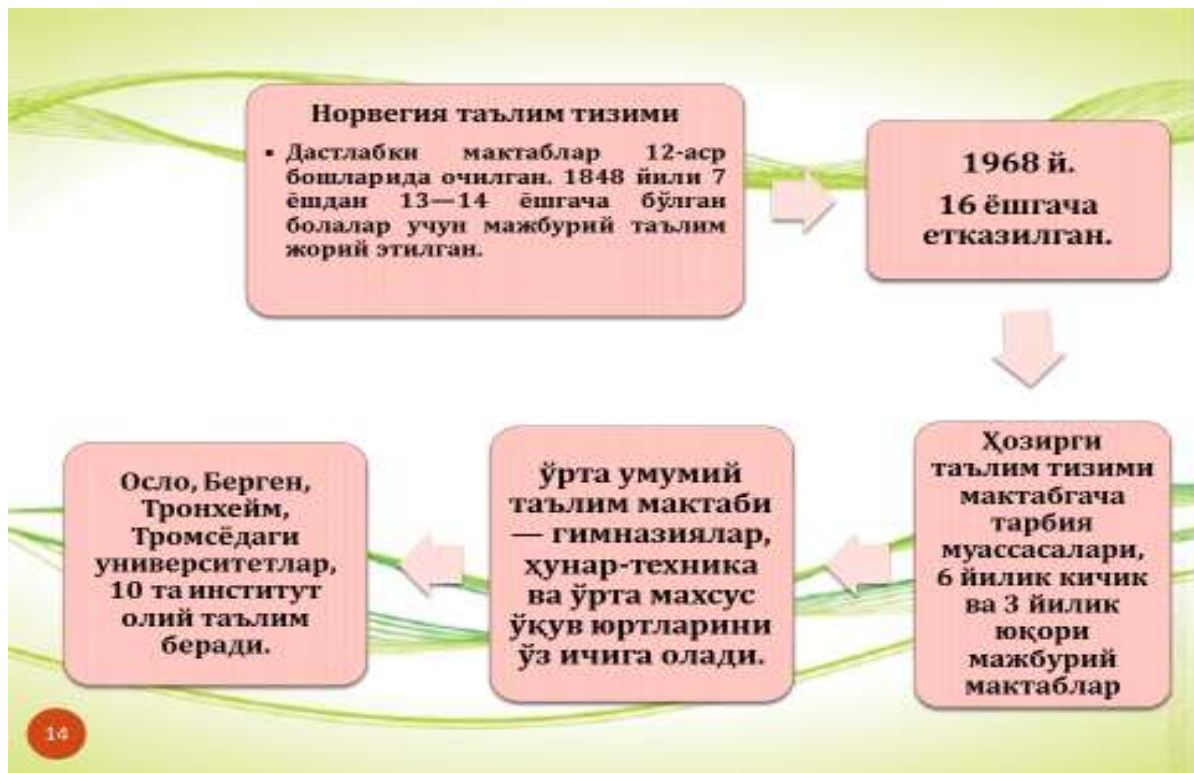 Норвегия таълим тизими
• Дастлабки мактаблар 12-аср
бошларида очилган. 1848 йили 7
ёшдан 13—14 ёшгача бўлган
болалар учун мажбурий таълим
жорий этилган.
1968 й.
16 ёшгача
етказилган.
Ҳозирги
таълим тизими
мактабгача
тарбия
муассасалари,
6 йилик кичик
ва 3 йилик
юқори
мажбурий
мактаблар
ўрта умумий
таълим мактаби
— гимназиялар,
ҳунар-техника
ва ўрта махсус
ўқув юртларини
ўз ичига олади.
Осло, Берген,
Тронхейм,
Тромсёдаги
университетлар,
10 та институт
олий таълим
беради.
14